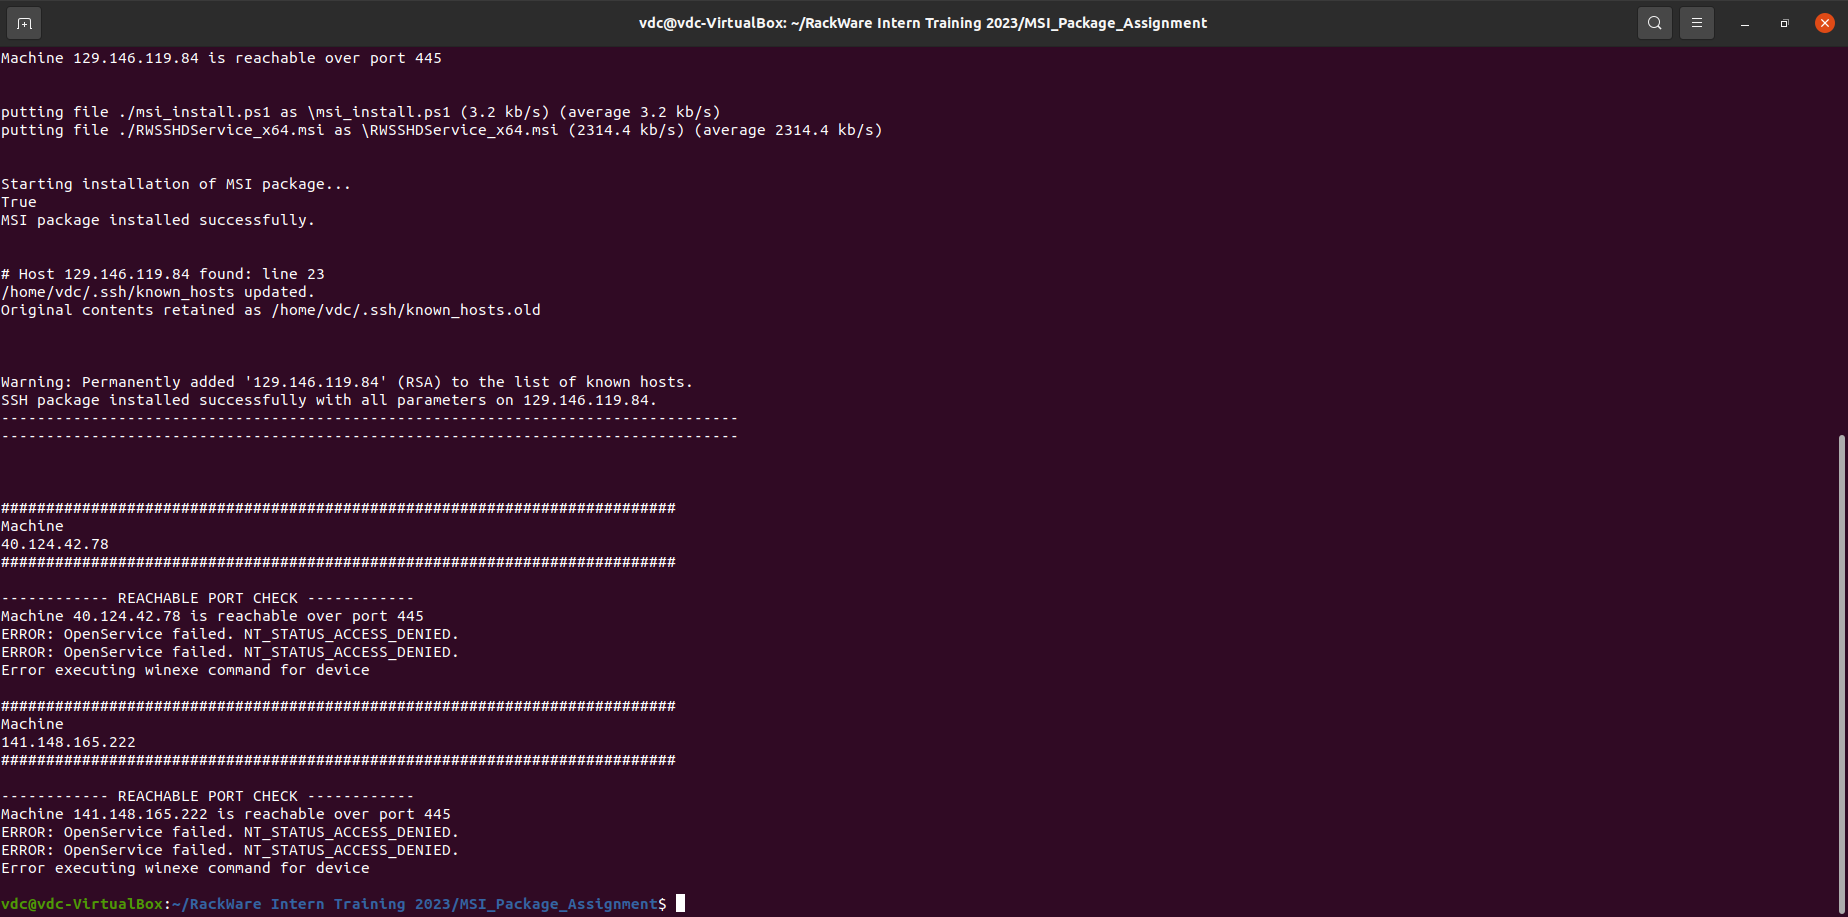 vdc@vdc-VirtualBox: ~/RackWare Intern Training 2023/MSI_Package_Assignment
Machine 129.146.119.84 is reachable over port 445
putting file ./msi_install.ps1 as \msi_install.ps1 (3.2 kb/s) (average 3.2 kb/s)
putting file ./RWSSHDService_x64.msi as \RWSSHDService_x64.msi (2314.4 kb/s) (average 2314.4 kb/s)
Starting installation of MSI package...
True
MSI package installed successfully.
# Host 129.146.119.84 found: line 23
/home/vdc/.ssh/known_hosts updated.
Original contents retained as /home/vdc/.ssh/known_hosts.old
Warning: Permanently added '129.146.119.84' (RSA) to the list of known hosts.
SSH package installed successfully with all parameters on 129.146.119.84.
----------------------------------------------------------------------------------
----------------------------------------------------------------------------------
###########################################################################
Machine
40.124.42.78
###########################################################################
------------ REACHABLE PORT CHECK ------------
Machine 40.124.42.78 is reachable over port 445
ERROR: OpenService failed. NT_STATUS_ACCESS_DENIED.
ERROR: OpenService failed. NT_STATUS_ACCESS_DENIED.
Error executing winexe command for device
###########################################################################
Machine
141.148.165.222
###########################################################################
------------ REACHABLE PORT CHECK ------------
Machine 141.148.165.222 is reachable over port 445
ERROR: OpenService failed. NT_STATUS_ACCESS_DENIED.
ERROR: OpenService failed. NT_STATUS_ACCESS_DENIED.
Error executing winexe command for device
vdc@vdc-VirtualBox:~/RackWare Intern Training 2023/MSI_Package_Assignment$